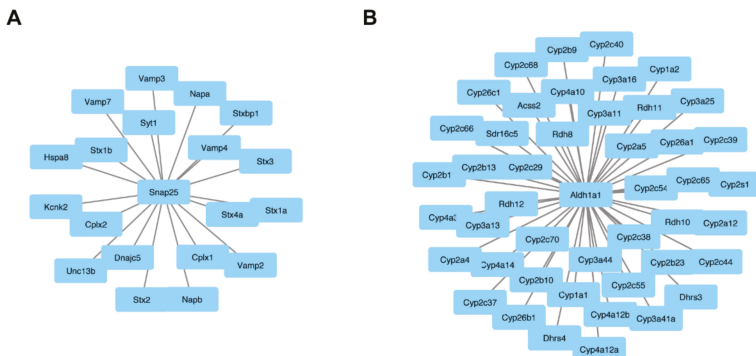 A
Vamp3
Napa
Vamp7
Stxbp1
Syt1
Stx1b
Vamp4
Hspa8
Stx3
Snap25
Kcnk2
Stx4a
Stx1a
Cplx2
Unc13b
Dnajc5
Cplx1
Vamp2
Stx2
Napb
B
Cyp2b9
Cyp2c40
Cyp2c68
Cyp3a16
Cyp1a2
Cyp26c1
Cyp4a10
Acss2
Rdh11
Cyp3a25
Cyp3a11
Cyp2c66
Sdr16c5
Rdh8
Cyp2a5
Cyp26a1
Cyp2c39
Cyp2b1
Cyp2b13
Cyp2c29
Cyp2c54
Cyp2c65
Cyp2s1
Aldh1a1
Rdh12
Cyp4a3
Cyp3a13
Rdh10
Cyp2a12
Cyp2c70
Cyp2c38
Cyp2a4
Cyp4a14
Cyp3a44
Cyp2b23
Cyp2c44
Cyp2b10
Cyp2c55
Cyp2c37
Cyp1a1
Dhrs3
Cyp26b1
Cyp4a12b
Cyp3a41a
Dhrs4
Cyp4a12a